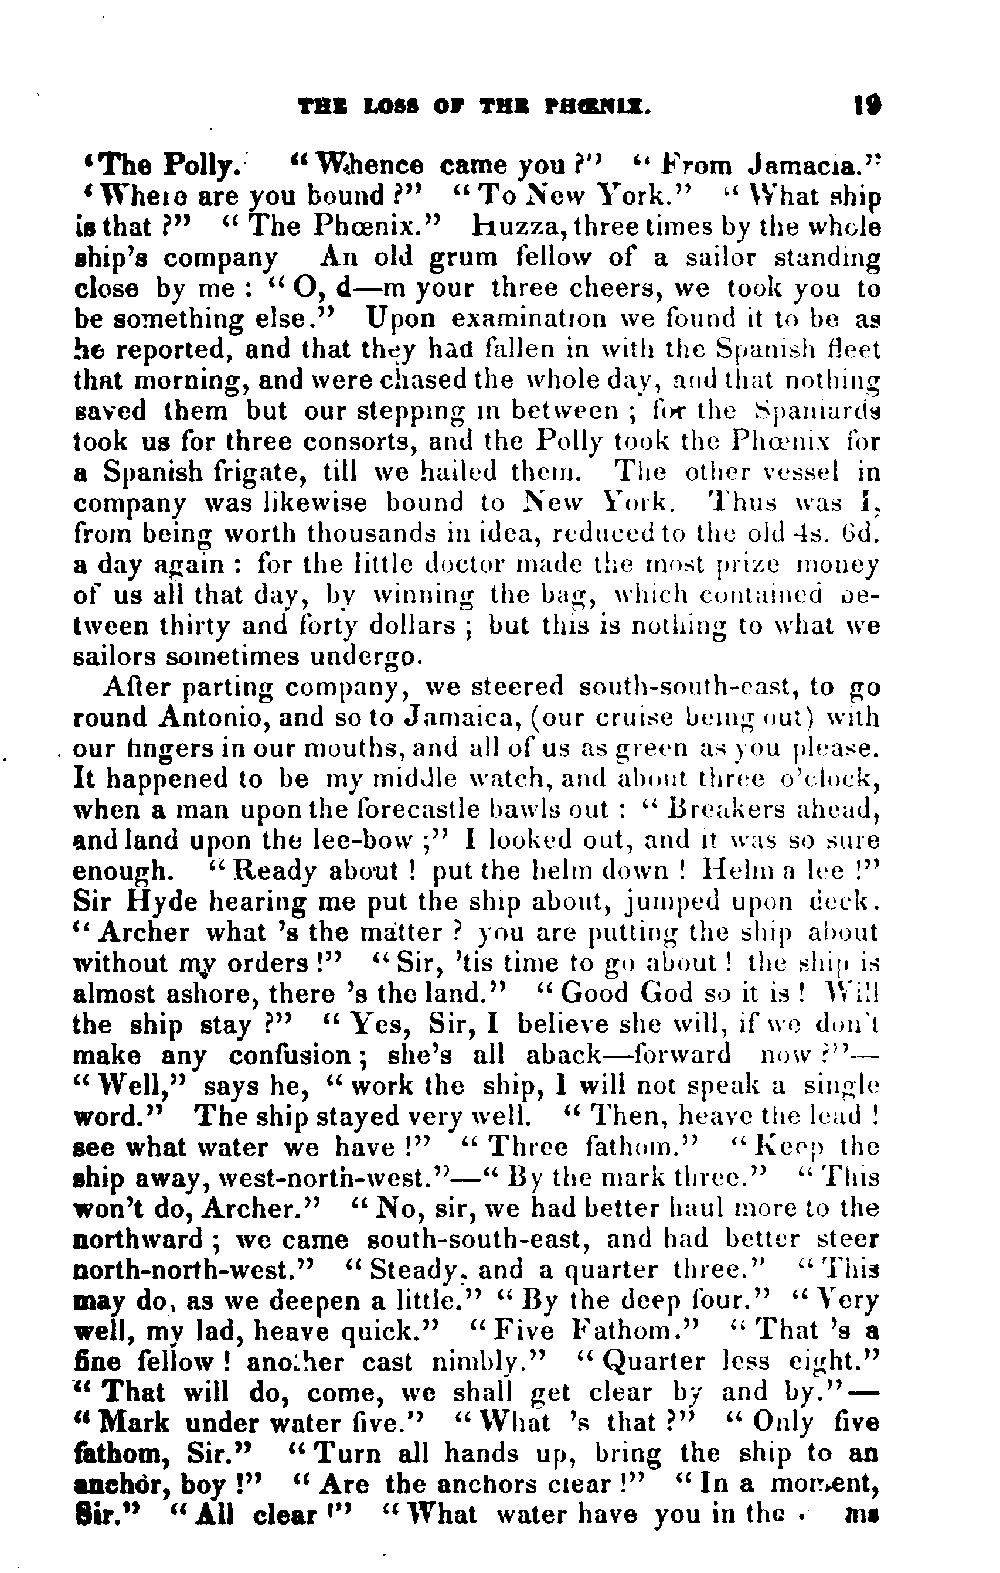 THE LOSS OF THE PHŒNIX. 19
‘The Polly. “Whence came you?” “From Jamacia.”
‘Where are you bound?” “To New York.” “What ship
is that?” “The Phœnix.” Huzza, three times by the whole
ship’s company An old grum fellow of a sailor standing
close by me : “O, d—m your three cheers, we took you to
be something else.” Upon examination we found it to be as
he reported, and that they had fallen in with the Spanish fleet
that morning, and were chased the whole day, and that nothing
saved them but our stepping in between ; for the Spaniards
took us for three consorts, and the Polly took the Phœnix for
a Spanish frigate, till we hailed them. The other vessel in
company was likewise bound to New York. Thus was I,
from being worth thousands in idea, reduced to the old 4s. 6d.
a day again : for the little doctor made the most prize money
of us all that day, by winning the bag, which contained be-
tween thirty and forty dollars ; but this is nothing to what we
sailors sometimes undergo.
After parting company, we steered south-south-east, to go
round Antonio, and so to Jamaica, (our cruise being out) with
our fingers in our mouths, and all of us as green as you please.
It happened to be my middle watch, and about three o’clock,
when a man upon the forecastle bawls out : “Breakers ahead,
and land upon the lee-bow ;” I looked out, and it was so sure
enough. “Ready about ! put the helm down ! Helm a lee !”
Sir Hyde hearing me put the ship about, jumped upon deck.
“Archer what ’s the matter ? you are putting the ship about
without my orders !” “Sir, ’tis time to go about ! the ship is
almost ashore, there ’s the land.” “Good God so it is ! Will
the ship stay ?” “Yes, Sir, I believe she will, if we don’t
make any confusion ; she’s all aback—forward now ?”—
“Well,” says he, “work the ship, I will not speak a single
word.” The ship stayed very well. “Then, heave the lead !
see what water we have !” “Three fathom.” “Keep the
ship away, west-north-west.”—“By the mark three.” “This
won’t do, Archer.” “No, sir, we had better haul more to the
northward ; we came south-south-east, and had better steer
north-north-west.” “Steady, and a quarter three.” “This
may do, as we deepen a little.” “By the deep four.” “Very
well, my lad, heave quick.” “Five Fathom.” “That ’s a
fine fellow ! another cast nimbly.” “Quarter less eight.”
“That will do, come, we shall get clear by and by.”—
“Mark under water five.” “What ’s that ?” “Only five
fathom, Sir.” “Turn all hands up, bring the ship to an
anchor, boy !” “Are the anchors clear !” “In a moment,
Sir.” “All clear !” “What water have you in the